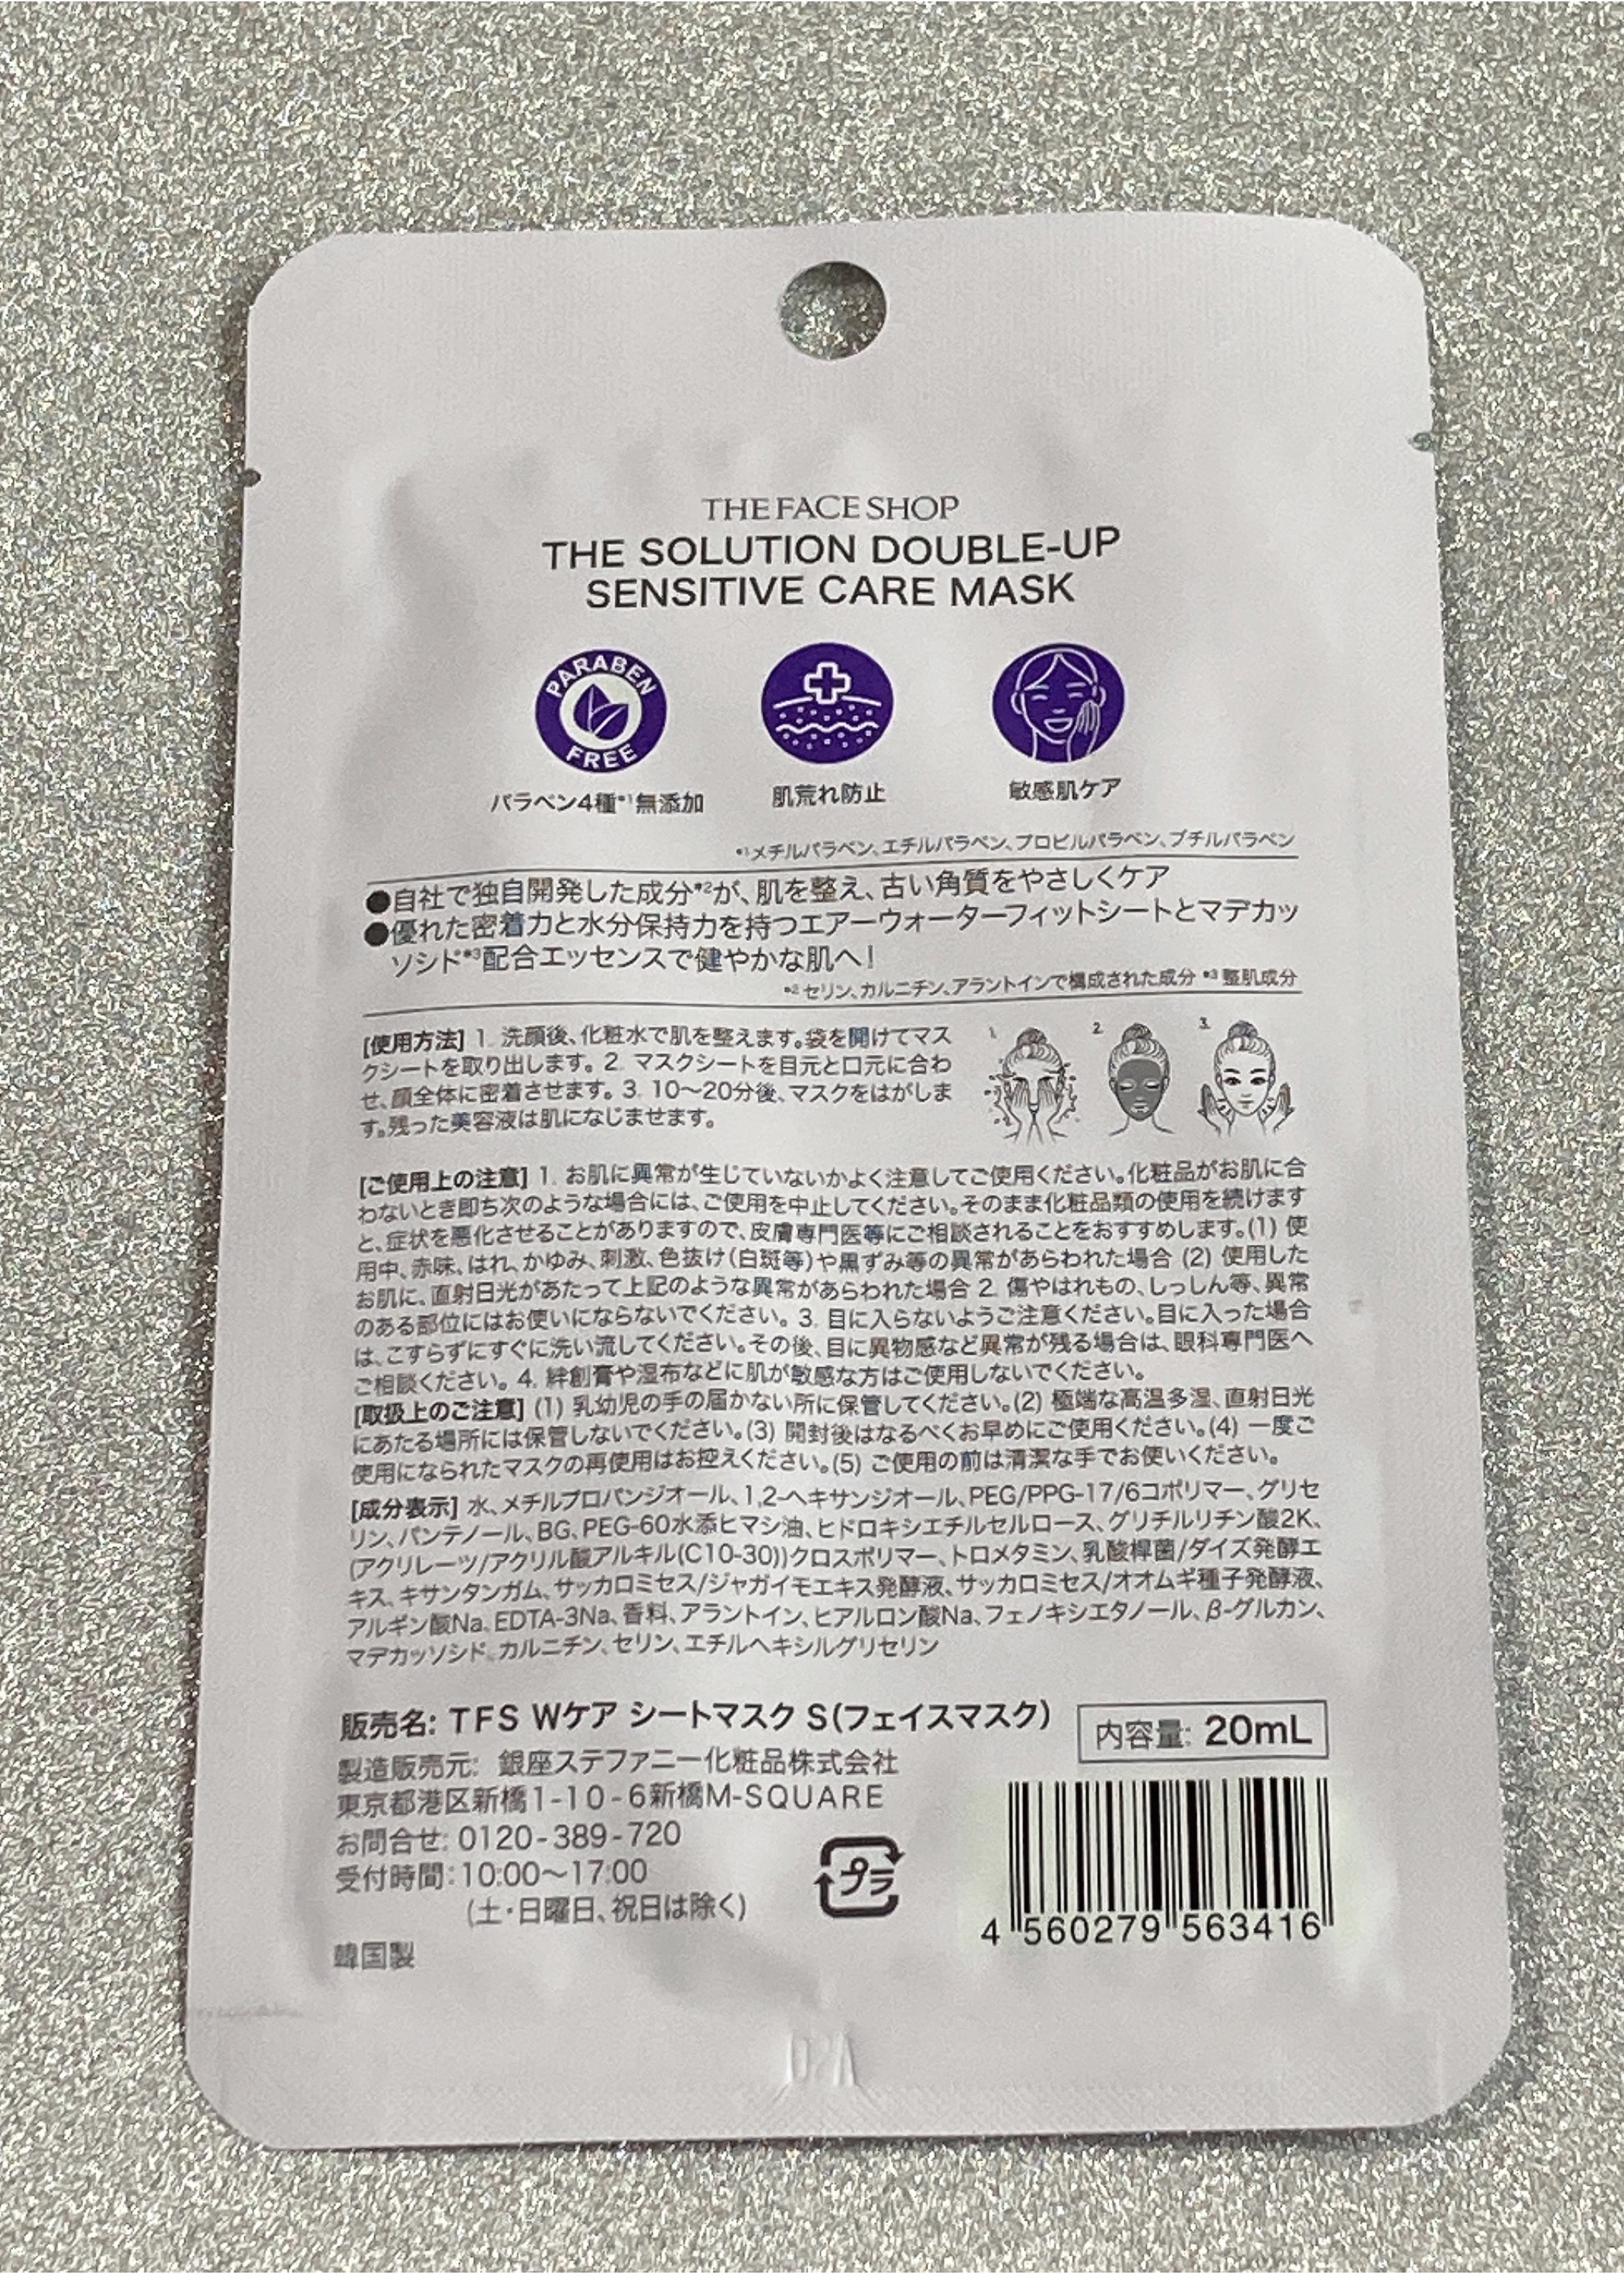 THE FACE SHOP
THE SOLUTION DOUBLE-UP
SENSITIVE CARE MASK
PARABEN
FREE
パラベン4種*1無添加
肌荒れ防止
敏感肌ケア
*1メチルパラベン、エチルパラベン、プロピルパラベン、ブチルパラベン
●自社で独自開発した成分*2が、肌を整え、古い角質をやさしくケア
●優れた密着力と水分保持力を持つエアーウォーターフィットシートとマデカッ
ソシド*3配合エッセンスで健やかな肌へ!
*2 セリン、カルニチン、アラントインで構成された成分 *3 整肌成分
[使用方法] 1. 洗顔後、化粧水で肌を整えます。袋を開けてマス
クシートを取り出します。 2. マスクシートを目元と口元に合わ
せ、顔全体に密着させます。 3. 10～20分後、マスクをはがしま
す。残った美容液は肌になじませます。
1.
2.
3.
[ご使用上の注意] 1. お肌に異常が生じていないかよく注意してご使用ください。化粧品がお肌に合
わないとき即ち次のような場合には、ご使用を中止してください。そのまま化粧品類の使用を続けます
と、症状を悪化させることがありますので、皮膚専門医等にご相談されることをおすすめします。(1) 使
用中、赤味、はれ、かゆみ、刺激、色抜け(白斑等)や黒ずみ等の異常があらわれた場合 (2) 使用した
お肌に、直射日光があたって上記のような異常があらわれた場合 2. 傷やはれもの、しっしん等、異常
のある部位にはお使いにならないでください。 3. 目に入らないようご注意ください。目に入った場合
は、こすらずにすぐに洗い流してください。その後、目に異物感など異常が残る場合は、眼科専門医へ
ご相談ください。 4. 絆創膏や湿布などに肌が敏感な方はご使用しないでください。
[取扱上のご注意] (1) 乳幼児の手の届かない所に保管してください。(2) 極端な高温多湿、直射日光
にあたる場所には保管しないでください。(3) 開封後はなるべくお早めにご使用ください。(4) 一度ご
使用になられたマスクの再使用はお控えください。(5) ご使用の前は清潔な手でお使いください。
[成分表示] 水、メチルプロパンジオール、1,2-ヘキサンジオール、PEG/PPG-17/6コポリマー、グリセ
リン、パンテノール、BG、PEG-60水添ヒマシ油、ヒドロキシエチルセルロース、グリチルリチン酸2K、
(アクリレーツ/アクリル酸アルキル(C10-30))クロスポリマー、トロメタミン、乳酸桿菌/ダイズ発酵エ
キス、キサンタンガム、サッカロミセス/ジャガイモエキス発酵液、サッカロミセス/オオムギ種子発酵液、
アルギン酸Na、EDTA-3Na、香料、アラントイン、ヒアルロン酸Na、フェノキシエタノール、β-グルカン、
マデカッソシド、カルニチン、セリン、エチルヘキシルグリセリン
販売名: TFS Wケア シートマスク S(フェイスマスク)
内容量: 20mL
製造販売元: 銀座ステファニー化粧品株式会社
東京都港区新橋1-10-6新橋M-SQUARE
お問合せ: 0120-389-720
受付時間:10:00～17:00
(土・日曜日、祝日は除く)
プラ
4 560279 563416
韓国製